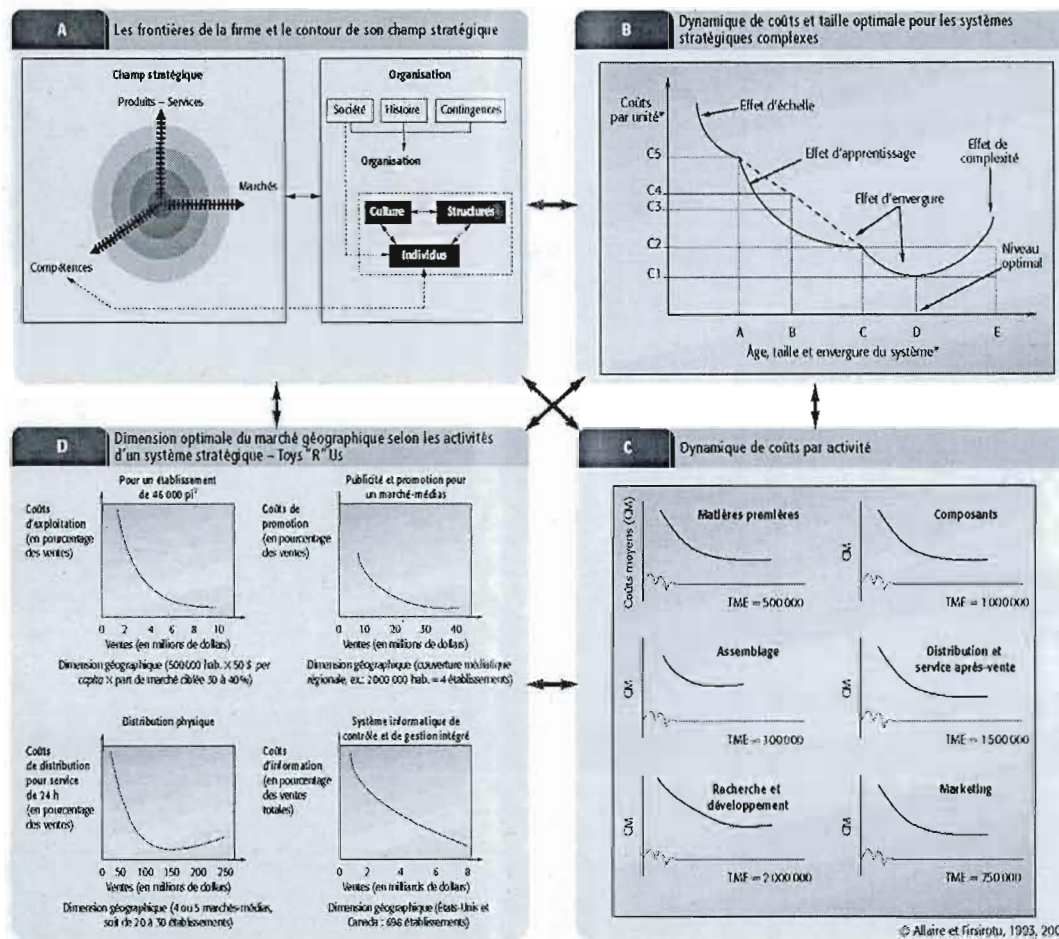 A
Les frontières de la firme et le contour de son champ stratégique
Champ stratégique
Produits – Services
Marchés
Compétences
Organisation
Société
Histoire
Contingences
Organisation
Culture
Structures
Individus
B
Dynamique de coûts et taille optimale pour les systèmes
stratégiques complexes
Coûts
par unité*
Effet d'échelle
Effet d'apprentissage
Effet de
complexité
Effet d'envergure
Niveau
optimal
C5
C4
C3
C2
C1
A B C D E
Âge, taille et envergure du système*
D
Dimension optimale du marché géographique selon les activités
d'un système stratégique – Toys "R" Us
Pour un établissement
de 46 000 pi²
Coûts
d'exploitation
(en pourcentage
des ventes)
0 2 4 6 8 10
Ventes (en millions de dollars)
Dimension géographique (500 000 hab. X 50 $ per
capita X part de marché ciblée 30 à 40 %)
Publicité et promotion pour
un marché-médias
Coûts de
promotion
(en pourcentage
des ventes)
0 10 20 30 40
Ventes (en millions de dollars)
Dimension géographique (couverture médiatique
régionale, ex.: 2 000 000 hab. = 4 établissements)
Distribution physique
Coûts
de distribution
pour service
de 24 h
(en pourcentage
des ventes)
0 50 100 150 200 250
Ventes (en millions de dollars)
Dimension géographique (4 ou 5 marchés-médias,
soit de 20 à 30 établissements)
Système informatique de
contrôle et de gestion intégré
Coûts
d'information
(en pourcentage
des ventes
totales)
0 2 4 6 8
Ventes (en milliards de dollars)
Dimension géographique (États-Unis et
Canada : 698 établissements)
C
Dynamique de coûts par activité
Coûts moyens (CM)
Matières premières
TME = 500 000
CM
Composants
TME = 1 000 000
CM
Assemblage
TME = 300 000
CM
Distribution et
service après-vente
TME = 1 500 000
CM
Recherche et
développement
TME = 2 000 000
CM
Marketing
TME = 750 000
© Allaire et Firsirotu, 1993, 200